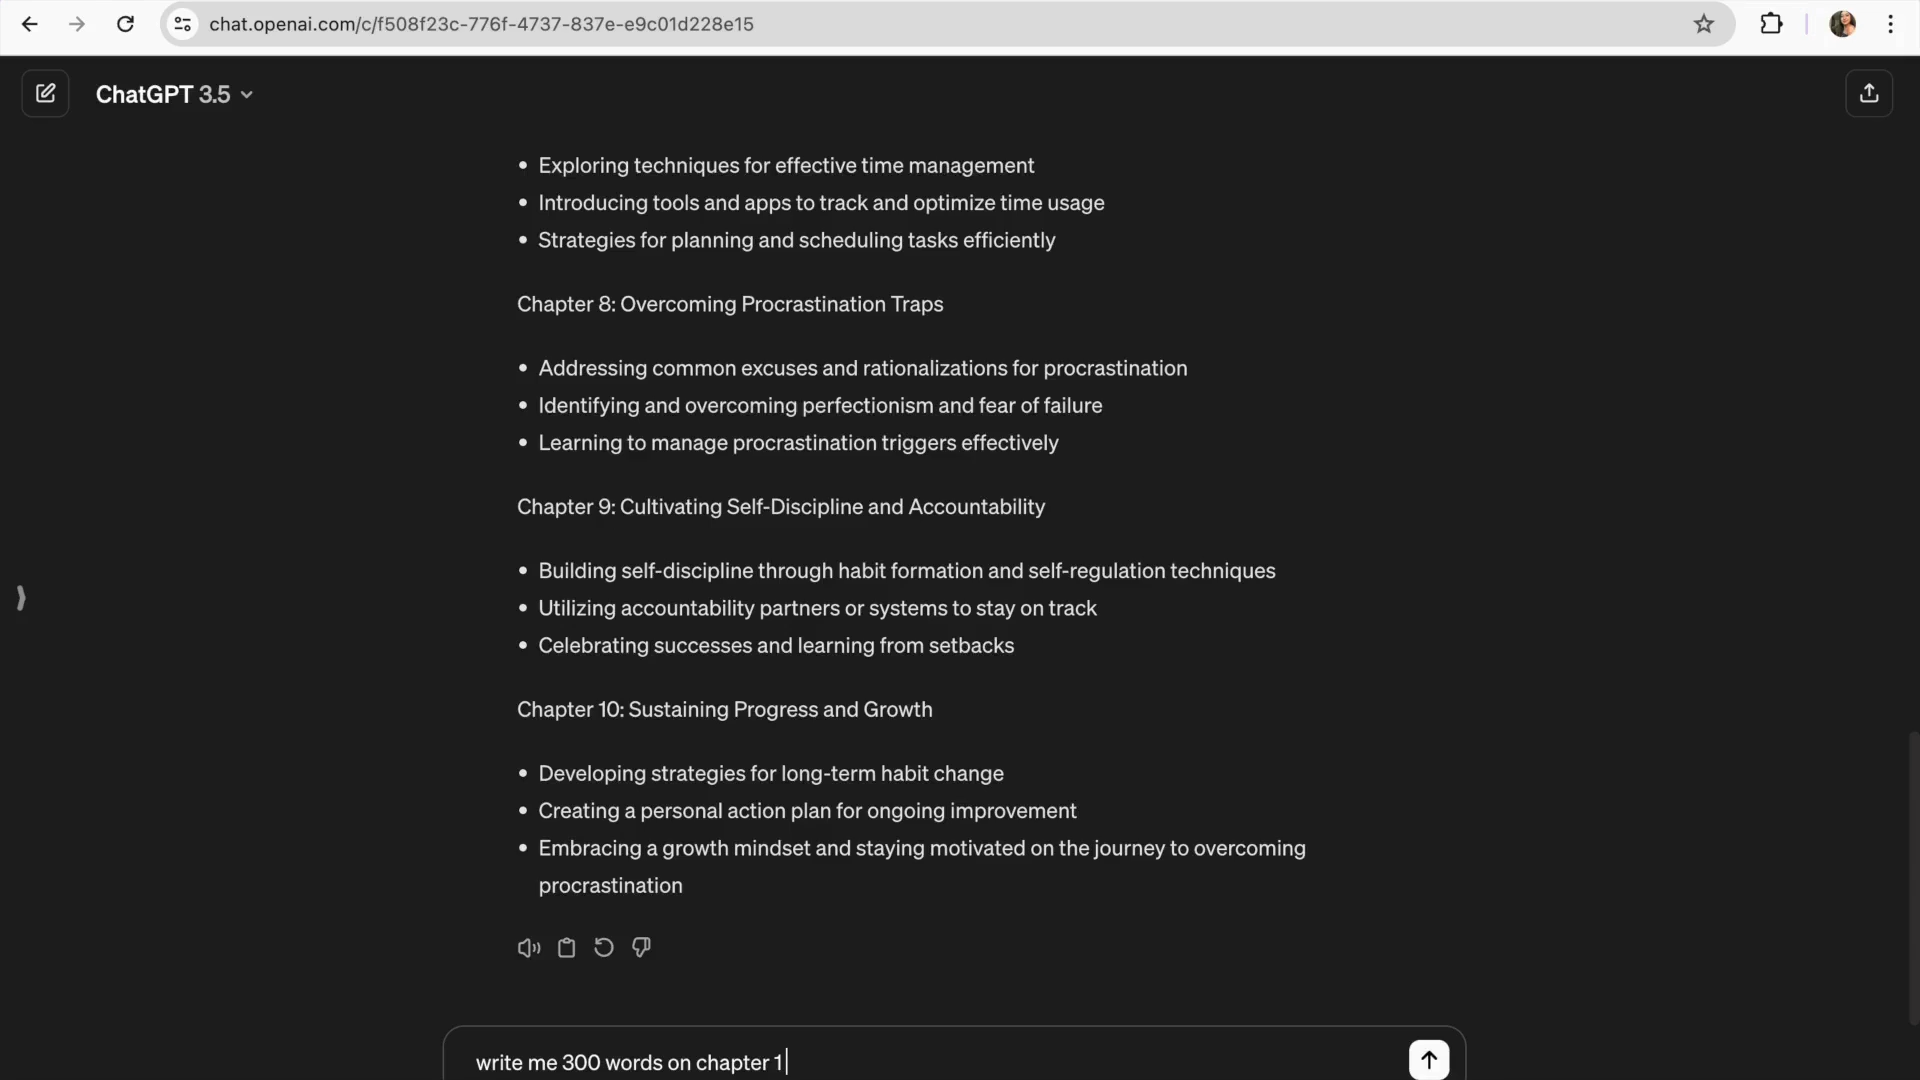 chat.openai.com/c/f508f23c-776f-4737-837e-e9c01d228e15
ChatGPT 3.5
• Exploring techniques for effective time management
• Introducing tools and apps to track and optimize time usage
• Strategies for planning and scheduling tasks efficiently
Chapter 8: Overcoming Procrastination Traps
• Addressing common excuses and rationalizations for procrastination
• Identifying and overcoming perfectionism and fear of failure
• Learning to manage procrastination triggers effectively
Chapter 9: Cultivating Self-Discipline and Accountability
• Building self-discipline through habit formation and self-regulation techniques
• Utilizing accountability partners or systems to stay on track
• Celebrating successes and learning from setbacks
Chapter 10: Sustaining Progress and Growth
• Developing strategies for long-term habit change
• Creating a personal action plan for ongoing improvement
• Embracing a growth mindset and staying motivated on the journey to overcoming
procrastination
write me 300 words on chapter 1